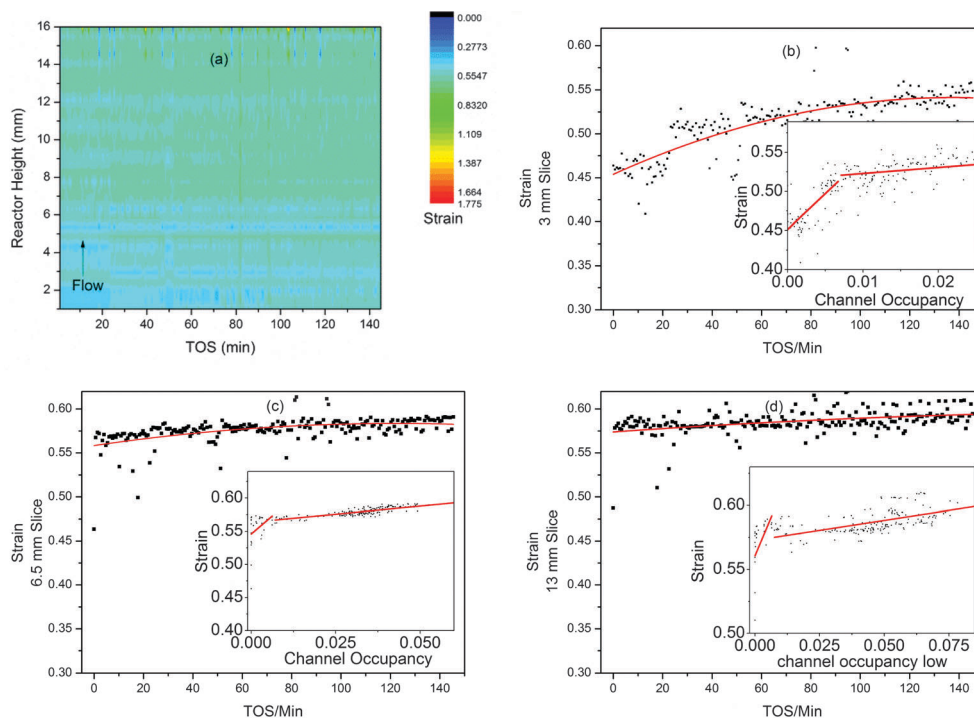 (a)
16
14
12
10
8
6
4
2
Reactor Height (mm)
Flow
20 40 60 80 100 120 140
TOS (min)
0.000
0.2773
0.5547
0.8320
1.109
1.387
1.664
1.775
Strain
(b)
0.60
0.55
0.50
0.45
0.40
0.35
0.30
Strain
3 mm Slice
0 20 40 60 80 100 120 140
TOS/Min
0.55
0.50
0.45
0.40
Strain
0.00 0.01 0.02
Channel Occupancy
(c)
0.60
0.55
0.50
0.45
0.40
0.35
0.30
Strain
6.5 mm Slice
0 20 40 60 80 100 120 140
TOS/Min
0.60
0.55
0.50
0.45
0.40
Strain
0.000 0.025 0.050
Channel Occupancy
(d)
0.60
0.55
0.50
0.45
0.40
0.35
0.30
Strain
13 mm Slice
0 20 40 60 80 100 120 140
TOS/Min
0.60
0.55
0.50
Strain
0.000 0.025 0.050 0.075
channel occupancy low